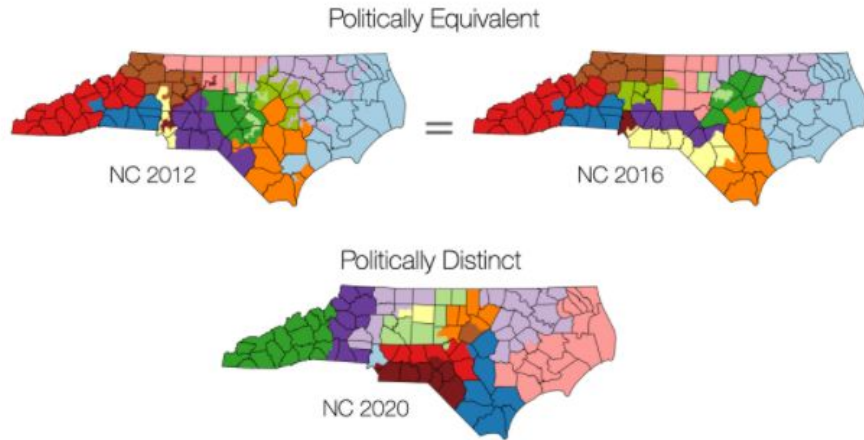 Politically Equivalent
=
NC 2012
NC 2016
Politically Distinct
NC 2020